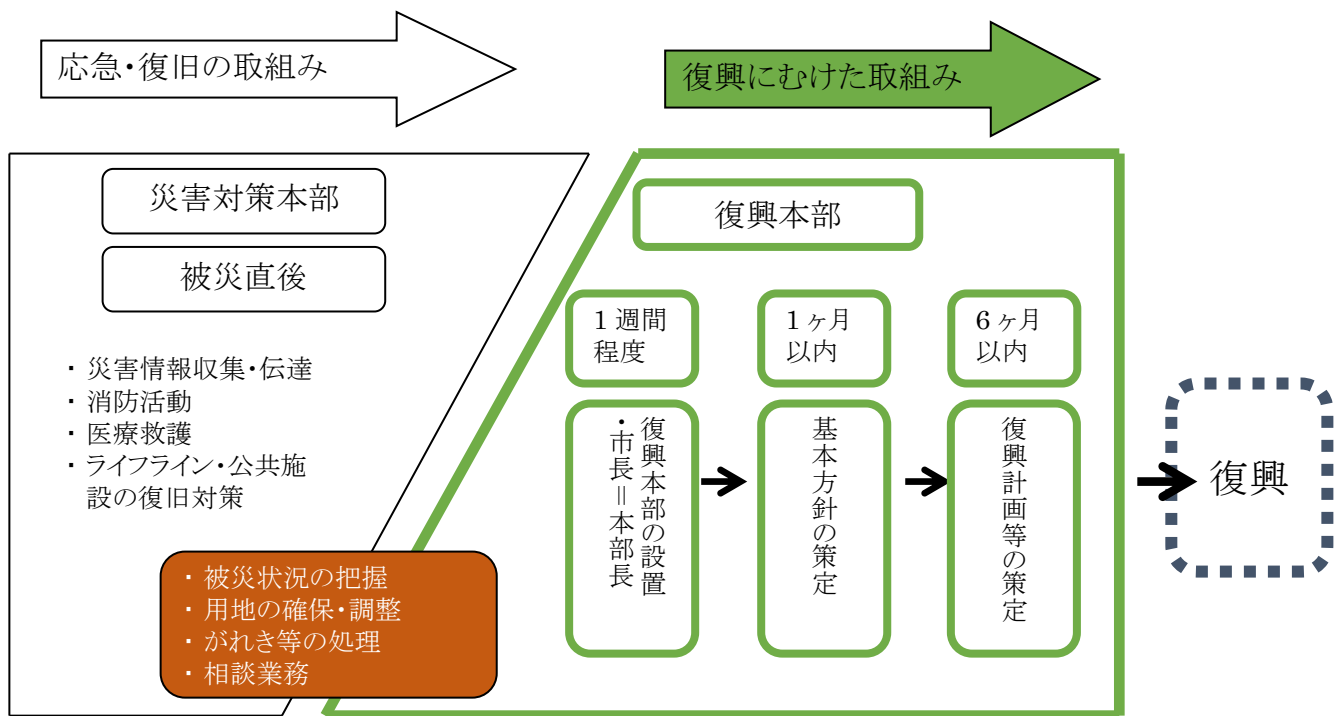 応急・復旧の取組み
復興にむけた取組み
災害対策本部
被災直後
・災害情報収集・伝達
・消防活動
・医療救護
・ライフライン・公共施
設の復旧対策
・被災状況の把握
・用地の確保・調整
・がれき等の処理
・相談業務
復興本部
1 週間
程度
1 ヶ月
以内
6 ヶ月
以内
復興本部の設置
・市長＝本部長
基本方針の策定
復興計画等の策定
復興